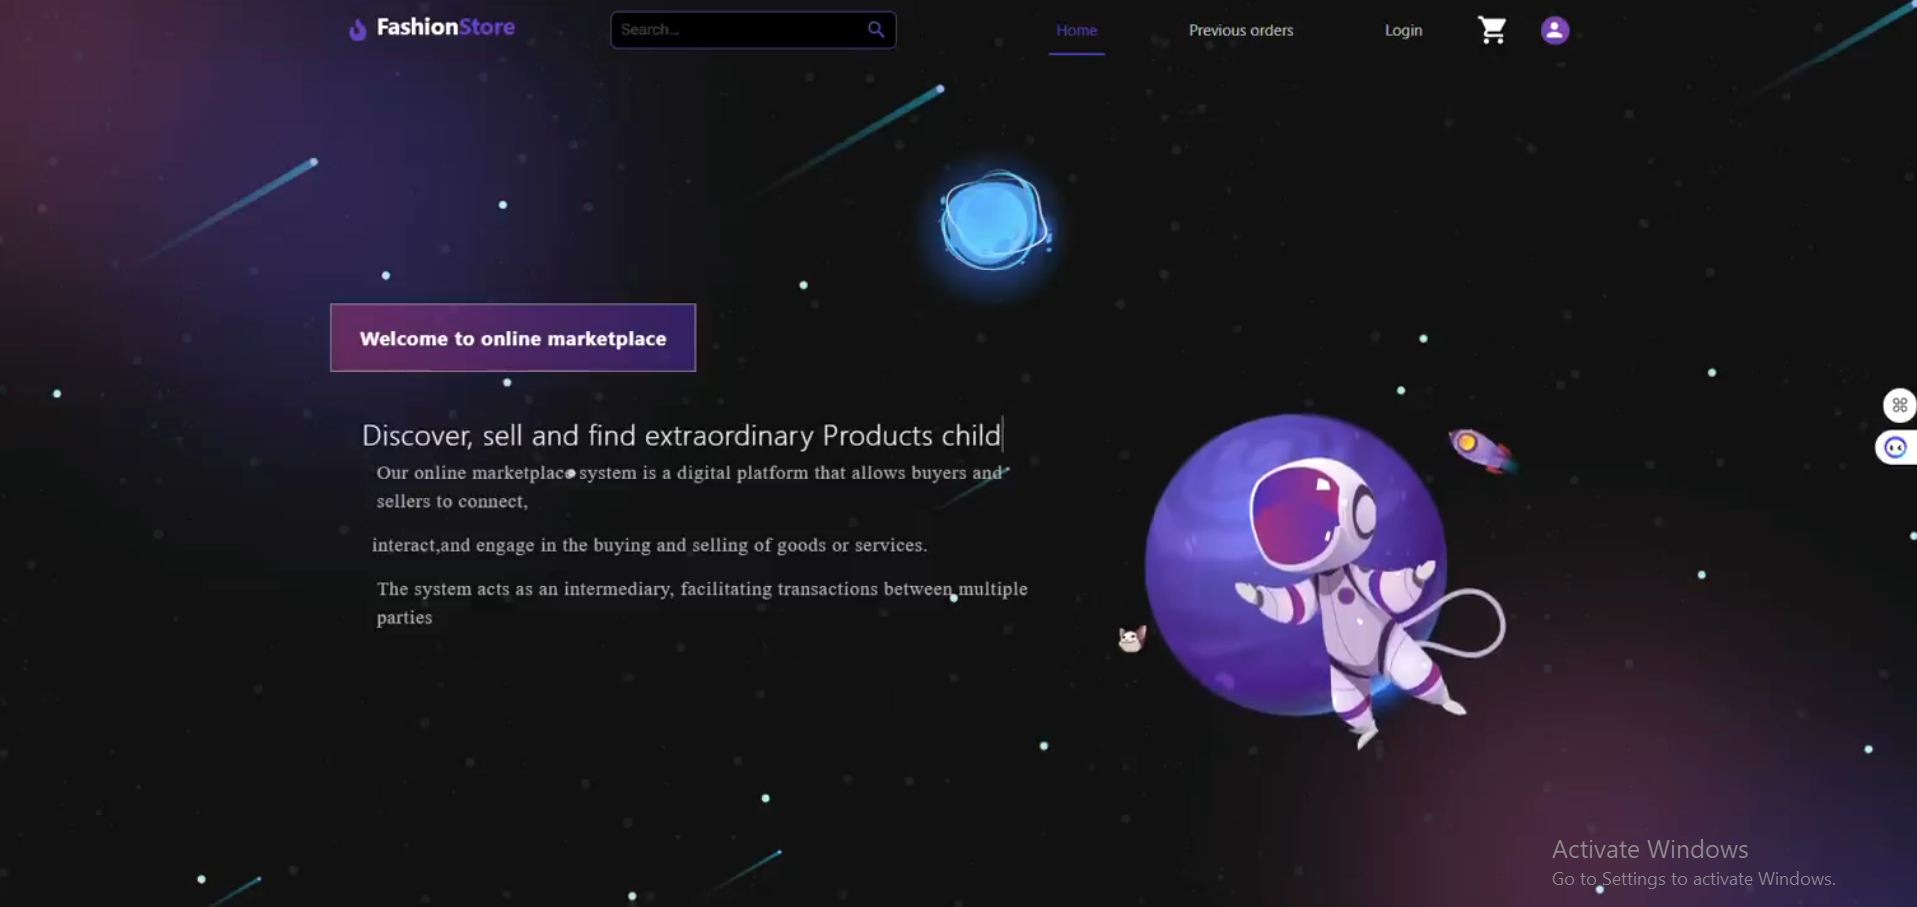 FashionStore
Search...
Home
Previous orders
Login
Welcome to online marketplace
Discover, sell and find extraordinary Products child
Our online marketplace system is a digital platform that allows buyers and
sellers to connect,
interact,and engage in the buying and selling of goods or services.
The system acts as an intermediary, facilitating transactions between multiple
parties
Activate Windows
Go to Settings to activate Windows.